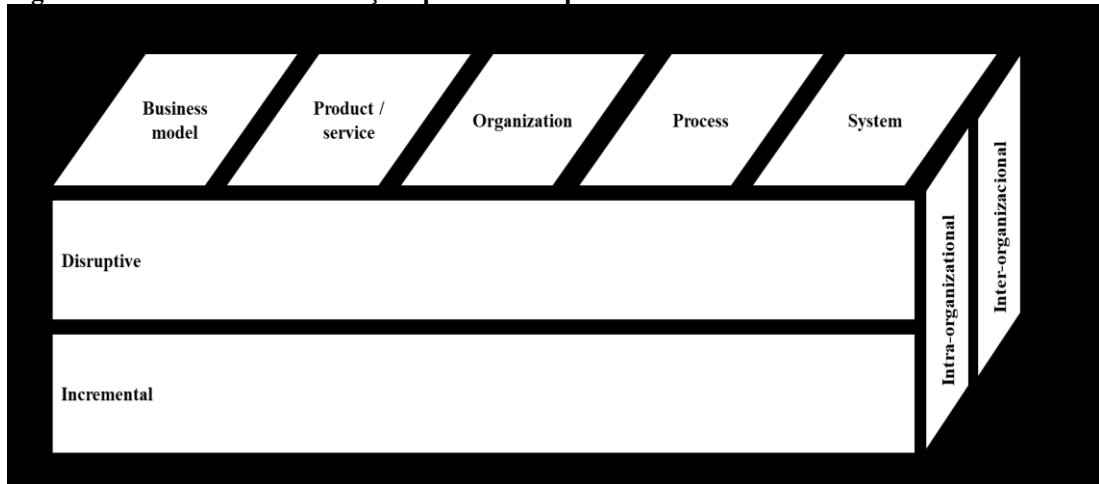 Business
model
Product /
service
Organization
Process
System
Disruptive
Incremental
Intra-organizational
Inter-organizacional